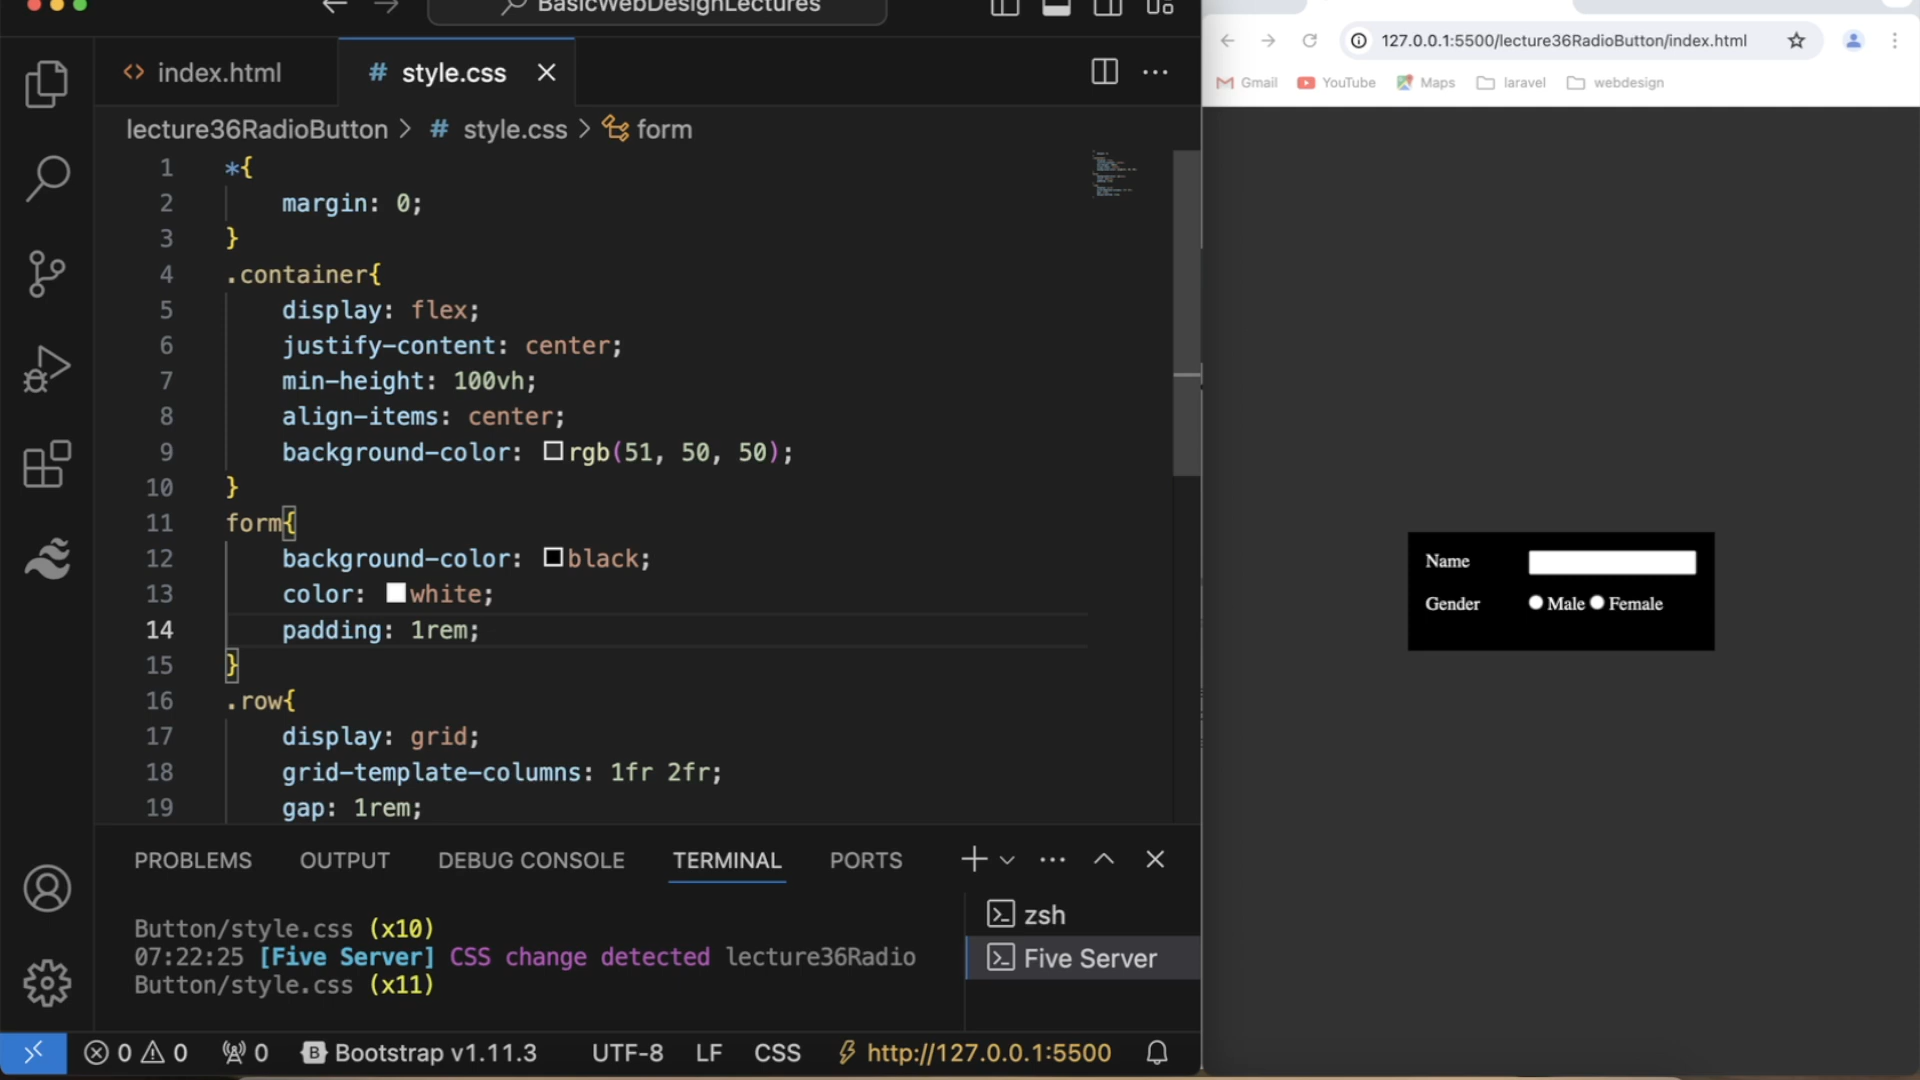 BasicWebDesignLectures
index.html
# style.css
lecture36RadioButton > # style.css > form
1 *{
2 margin: 0;
3 }
4 .container{
5 display: flex;
6 justify-content: center;
7 min-height: 100vh;
8 align-items: center;
9 background-color: rgb(51, 50, 50);
10 }
11 form{
12 background-color: black;
13 color: white;
14 padding: 1rem;
15 }
16 .row{
17 display: grid;
18 grid-template-columns: 1fr 2fr;
19 gap: 1rem;
PROBLEMS OUTPUT DEBUG CONSOLE TERMINAL PORTS
Button/style.css (x10)
07:22:25 [Five Server] CSS change detected lecture36Radio
Button/style.css (x11)
zsh
Five Server
0 0 0 Bootstrap v1.11.3 UTF-8 LF CSS http://127.0.0.1:5500
127.0.0.1:5500/lecture36RadioButton/index.html
Gmail YouTube Maps laravel webdesign
Name
Gender Male Female